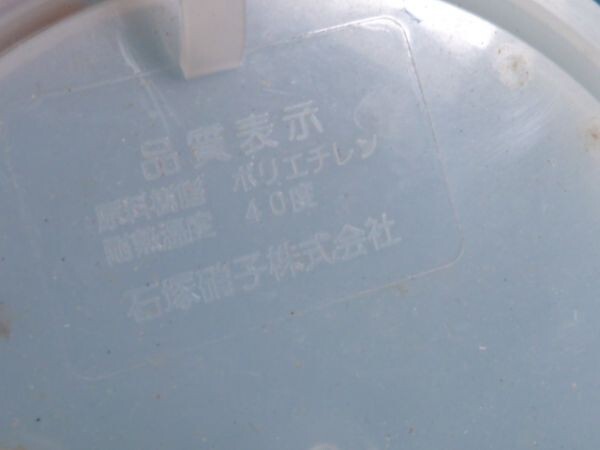 品質表示
原料樹脂 ポリエチレン
耐熱温度 40度
石塚硝子株式会社